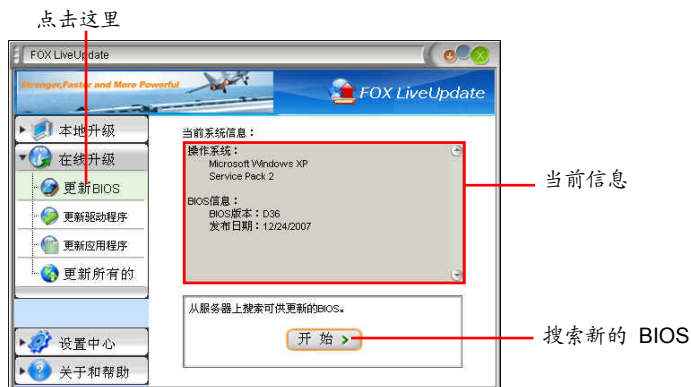 点击这里
FOX LiveUpdate
Stronger,Faster and More Powerful
FOX LiveUpdate
本地升级
在线升级
更新BIOS
更新驱动程序
更新应用程序
更新所有的
设置中心
关于和帮助
当前系统信息：
操作系统：
Microsoft Windows XP
Service Pack 2
BIOS信息：
BIOS版本：D36
发布日期：12/24/2007
当前信息
从服务器上搜索可供更新的BIOS。
开 始
搜索新的 BIOS